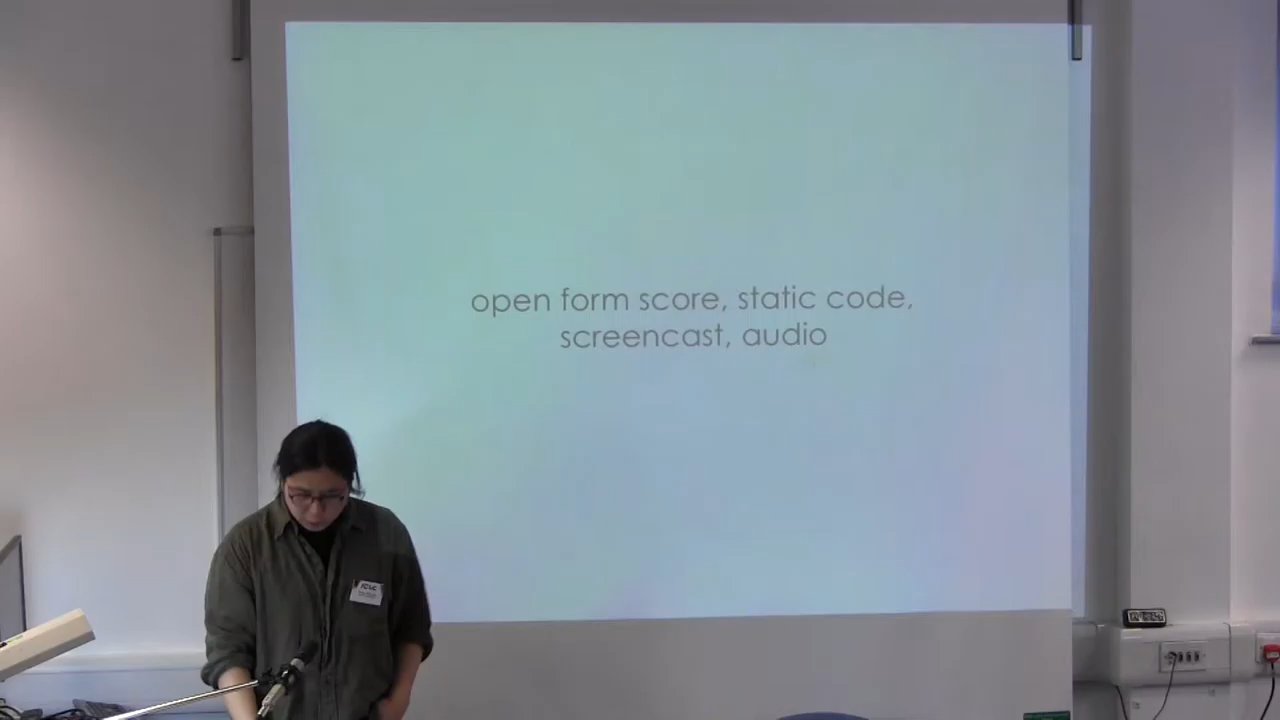 open form score, static code,
screencast, audio